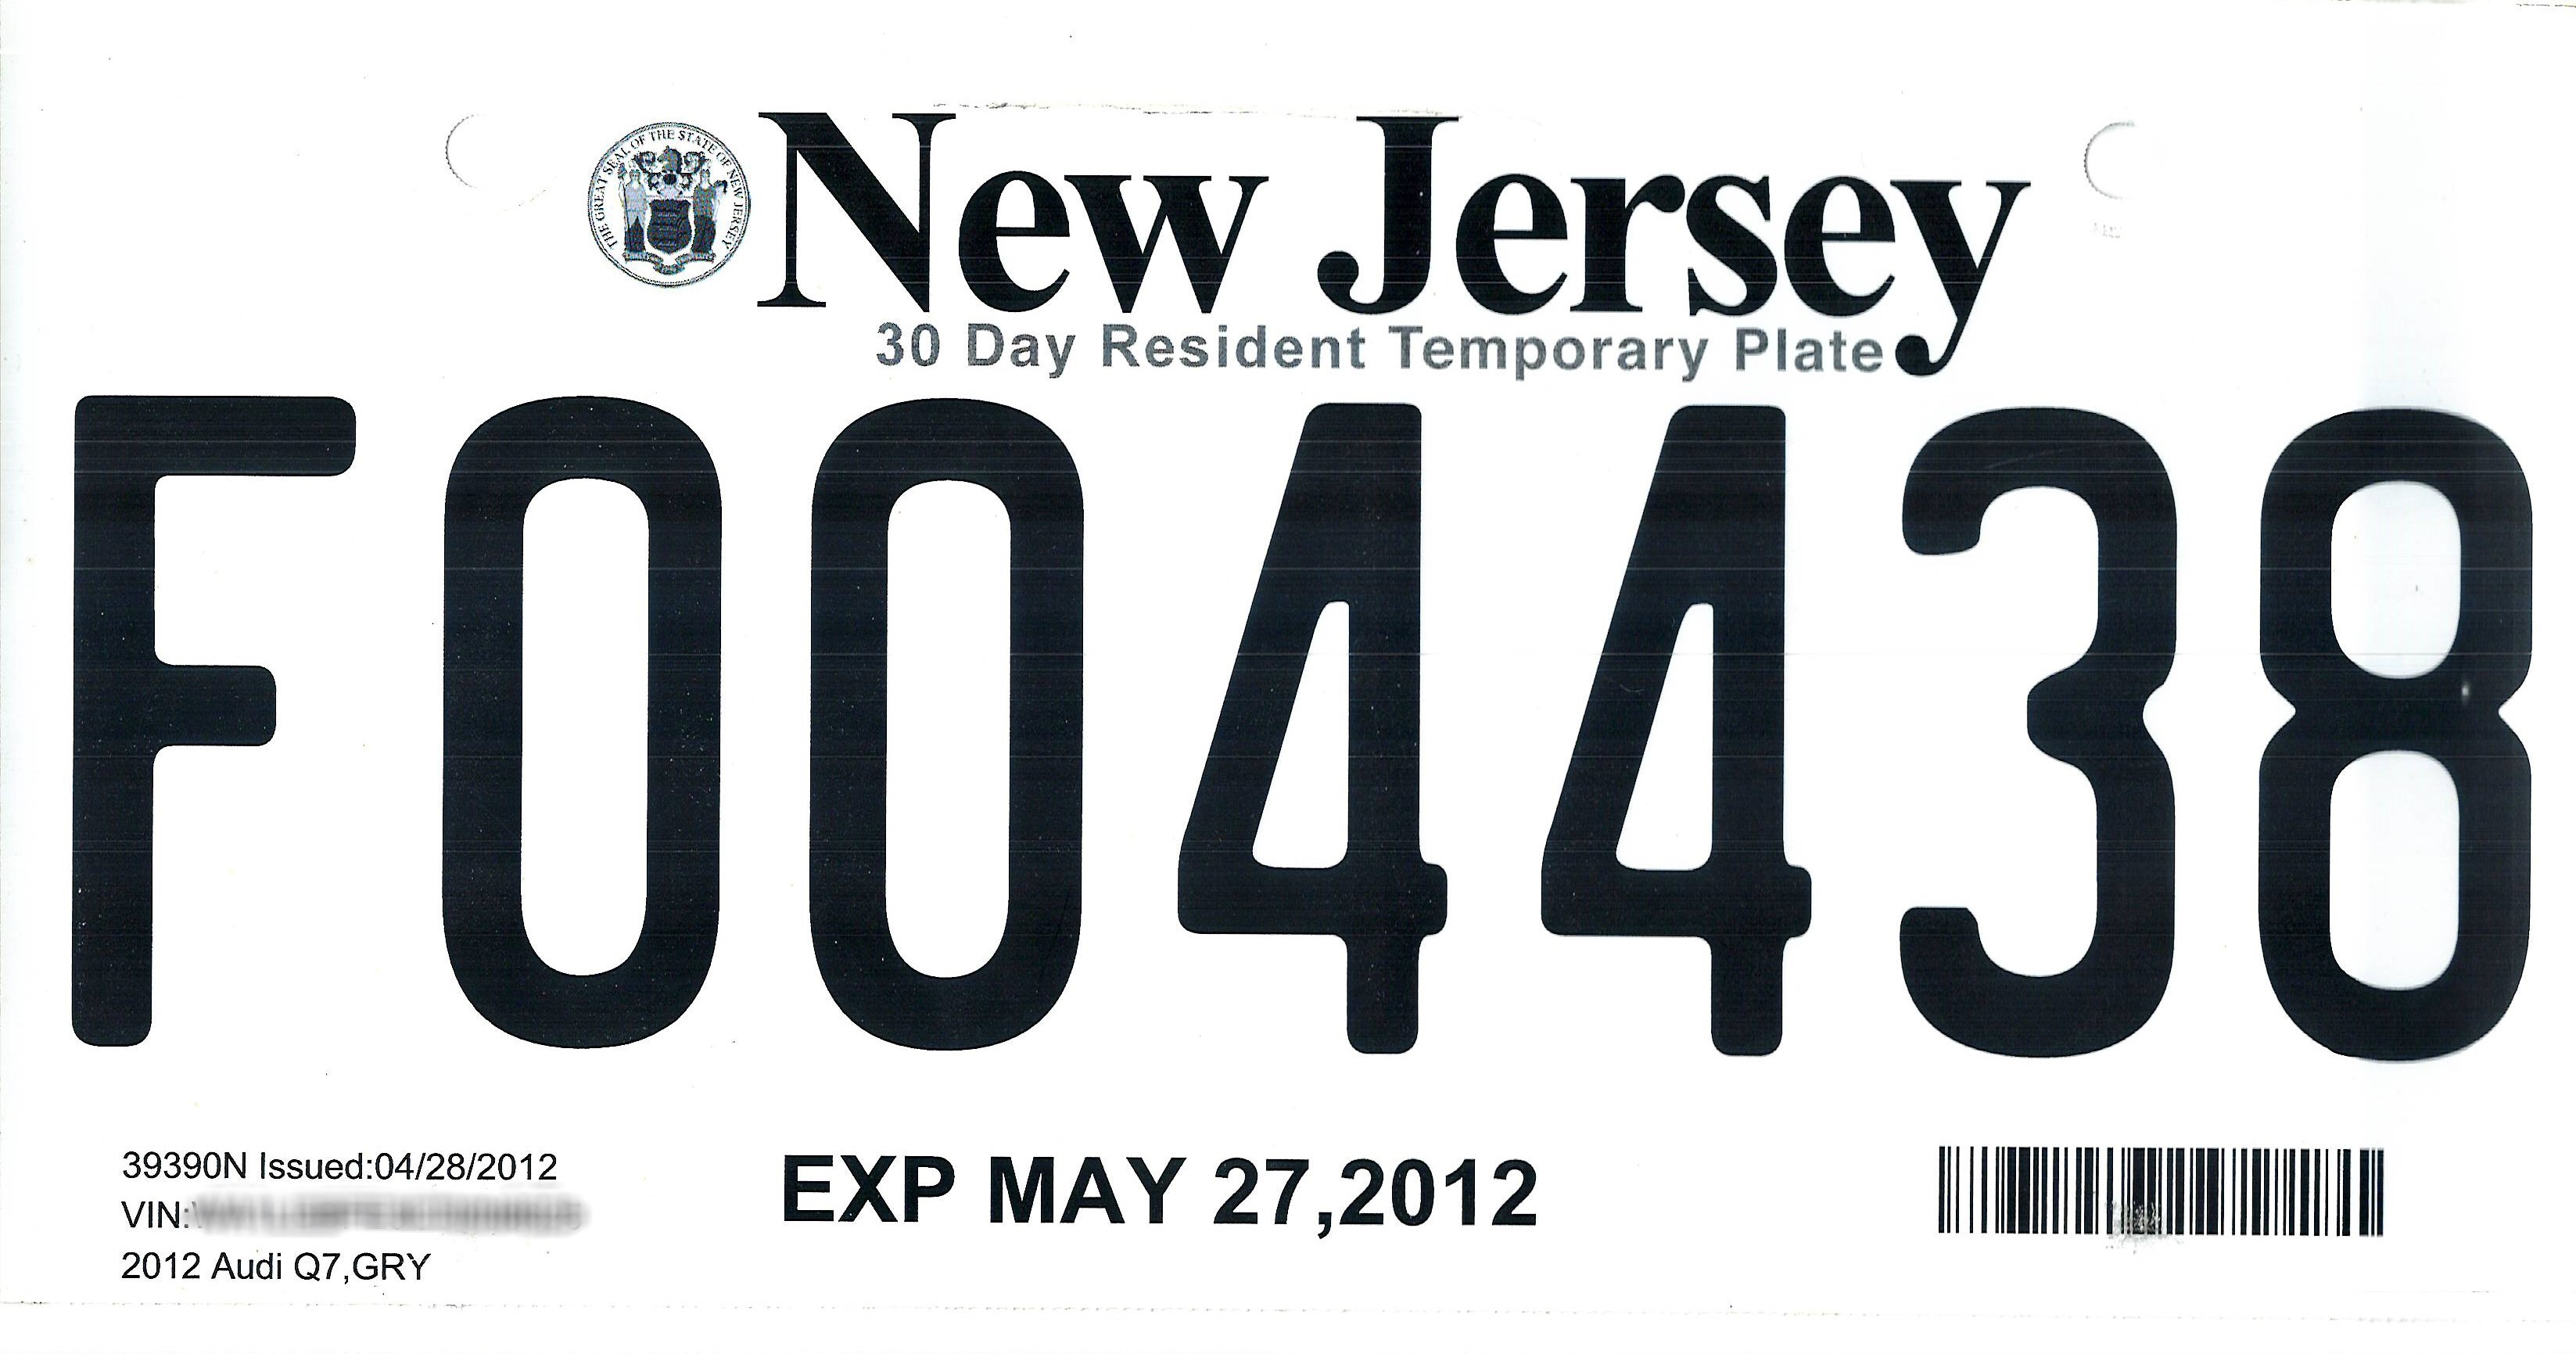 THE GREAT SEAL OF THE STATE OF NEW JERSEY
New Jersey
30 Day Resident Temporary Plate
F004438
39390N Issued:04/28/2012
VIN:
2012 Audi Q7,GRY
EXP MAY 27,2012